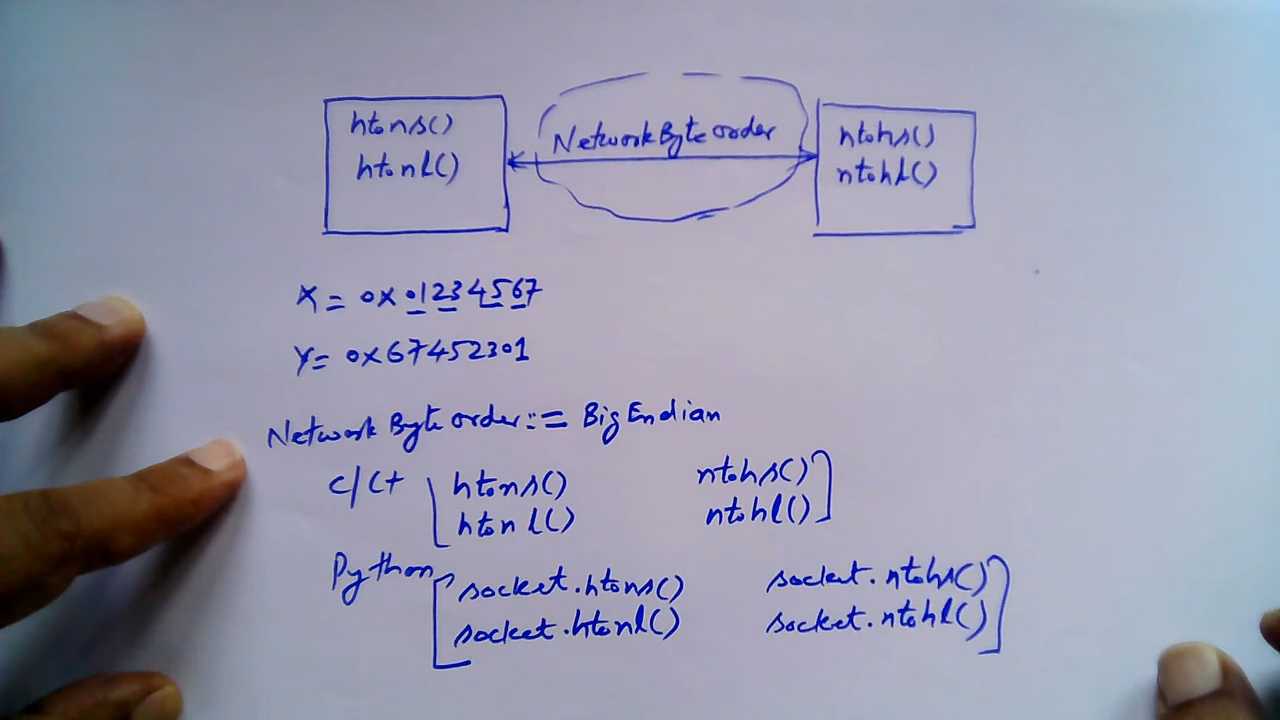 htons()
htonl()
Network Byte order
ntohs()
ntohl()
X = 0x01234567
Y= 0x67452301
Network Byte order::= Big Endian
C/C+ htons() ntohs()
htonl() ntohl()
Python socket.htons() socket.ntohs()
socket.htonl() socket.ntohl()